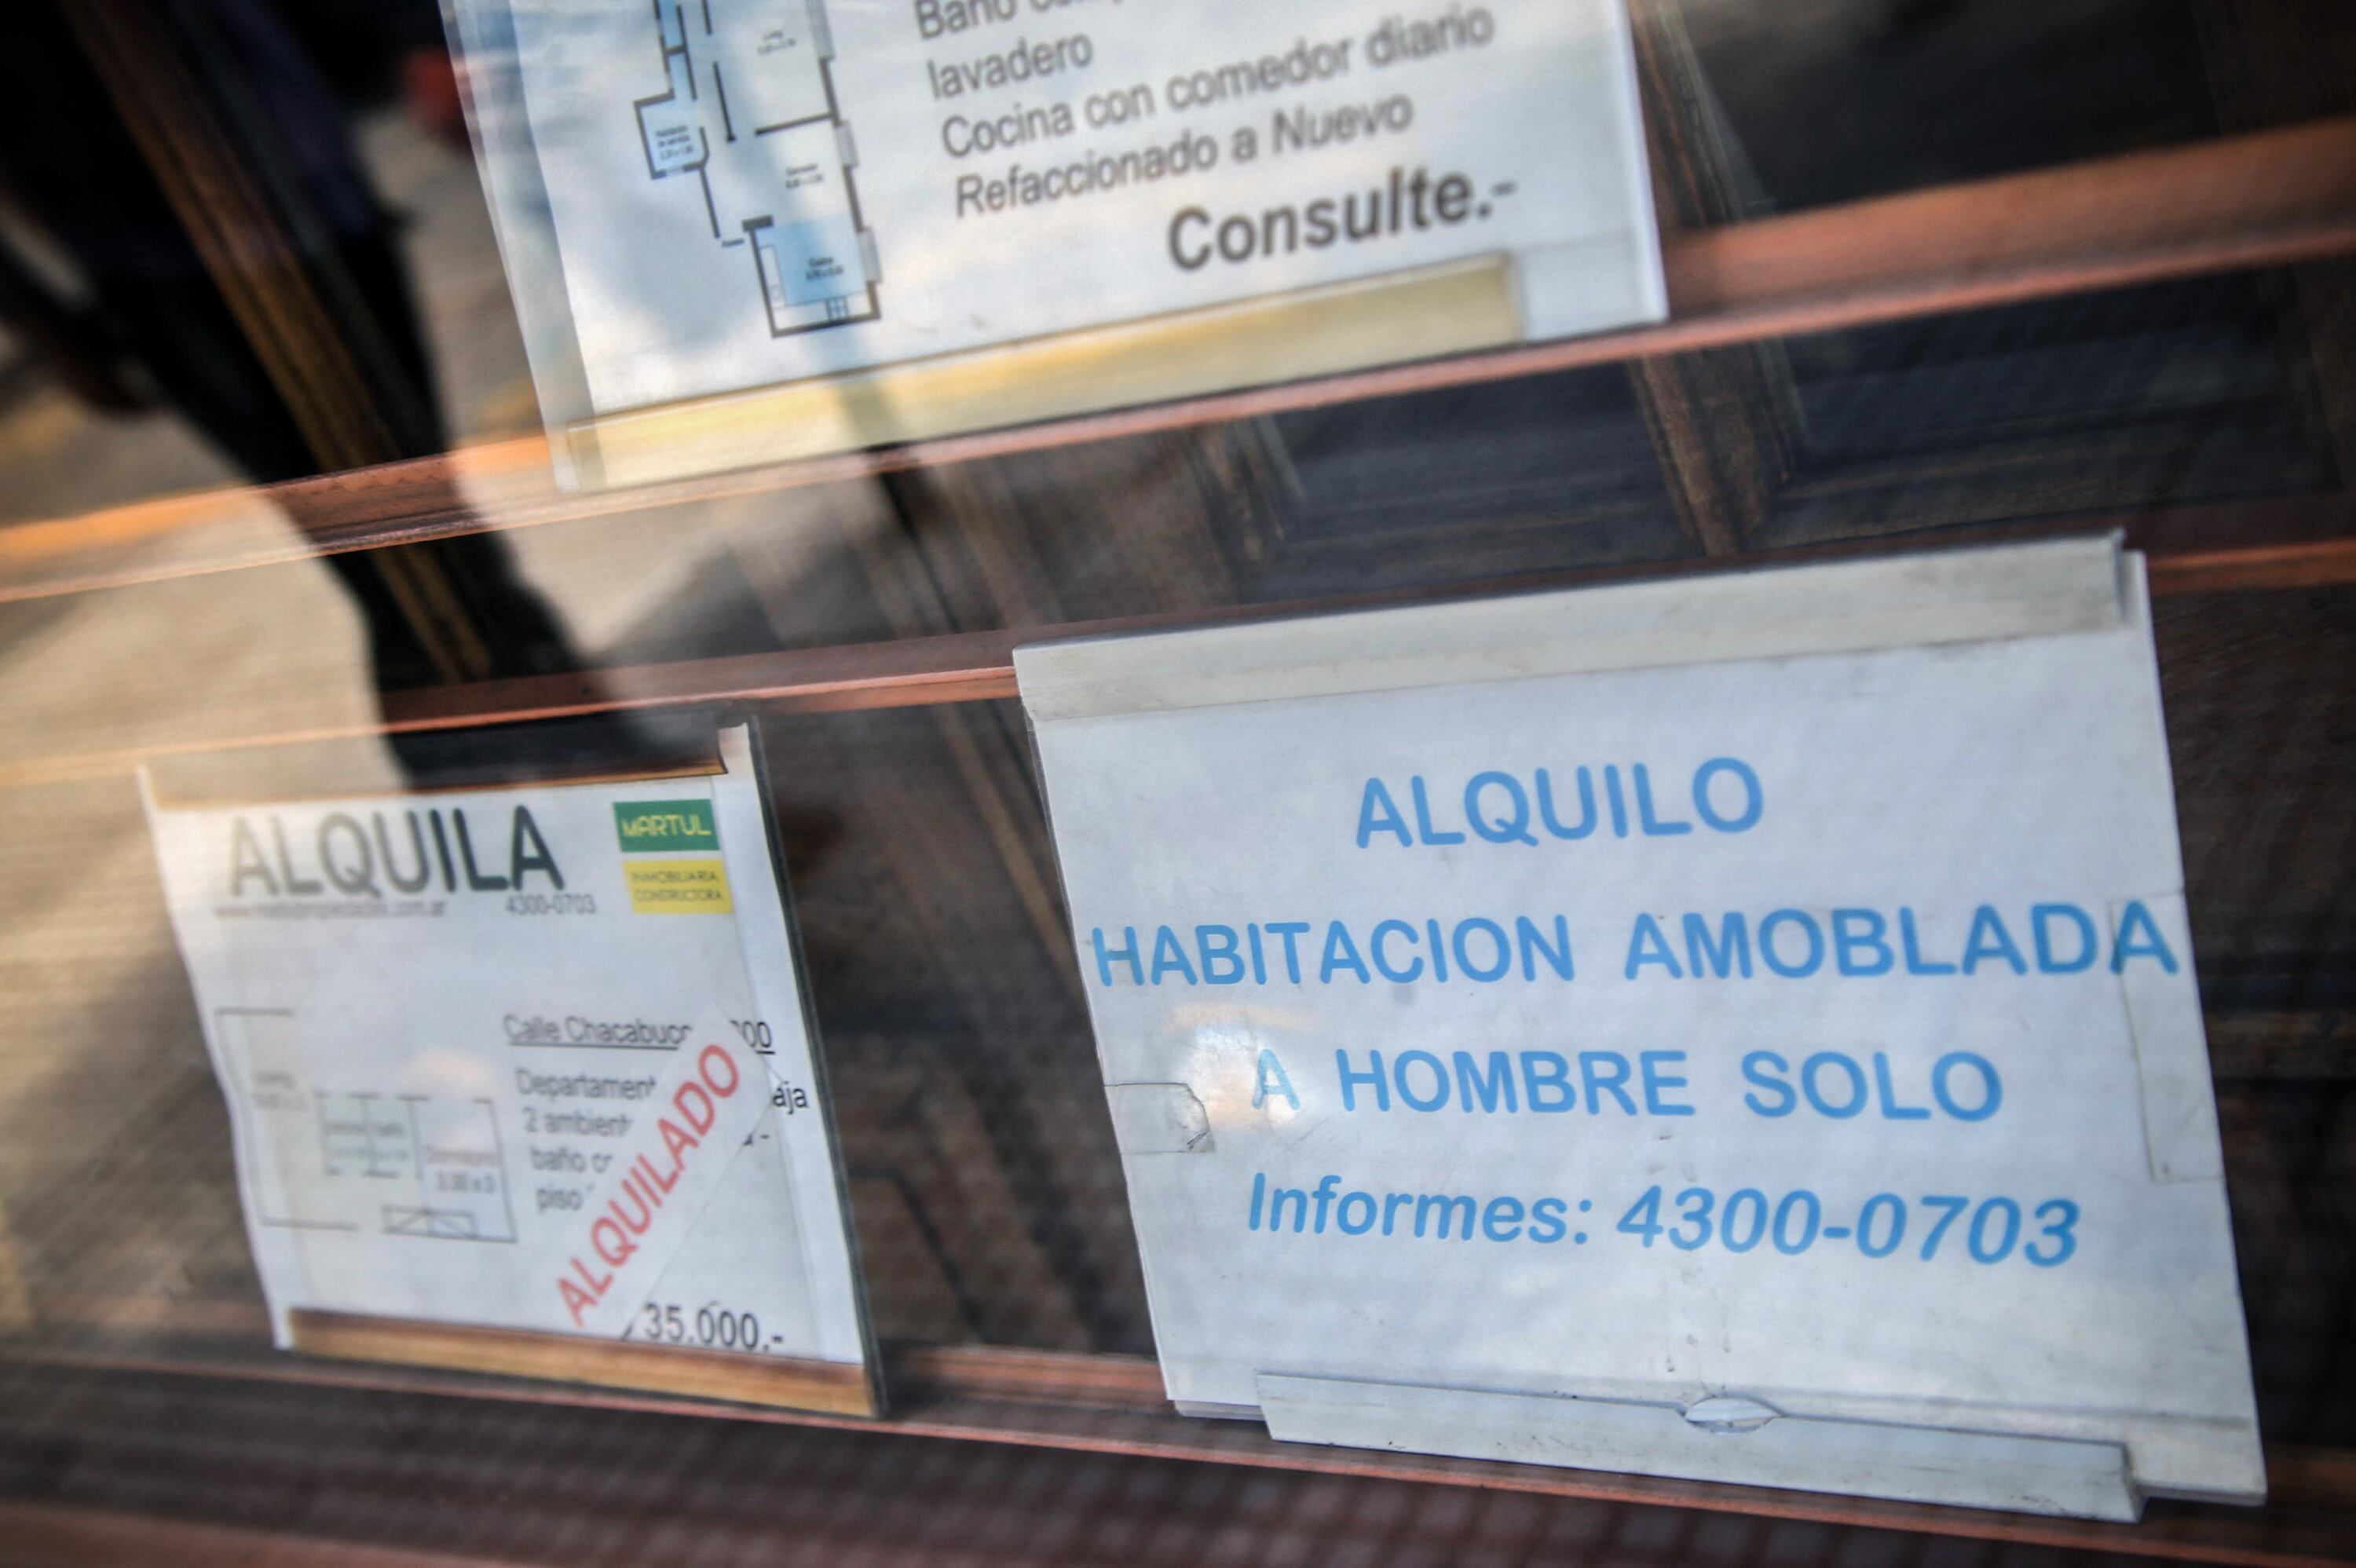 Baño
lavadero
Cocina con comedor diario
Refaccionado a Nuevo
Consulte.-
ALQUILA
MARTUL
INMOBILIARIA
CONSTRUCTORA
4300-0703
Calle Chacabuco
2 ambient
baño
piso
ALQUILADO
35.000.-
ALQUILO
HABITACION AMOBLADA
A HOMBRE SOLO
Informes: 4300-0703